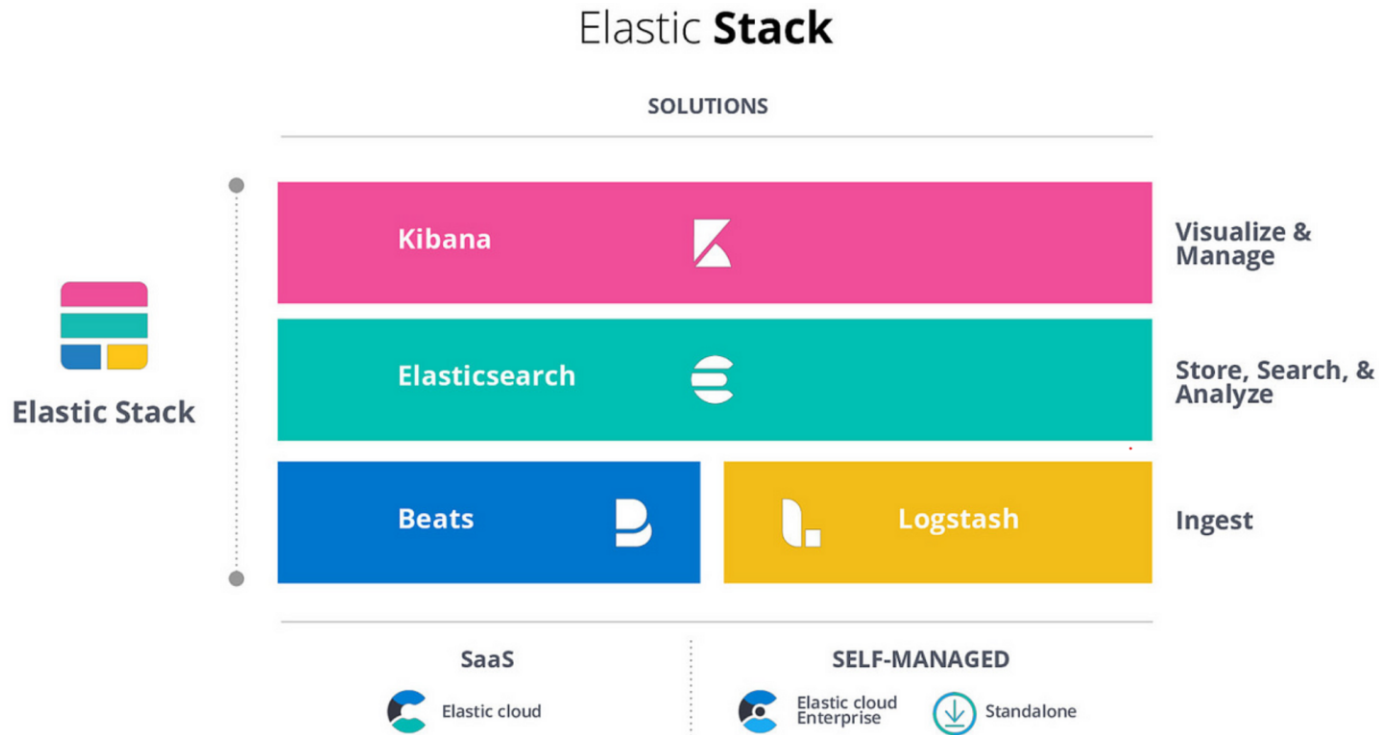 Elastic Stack
SOLUTIONS
Kibana
Visualize &
Manage
Elasticsearch
Store, Search, &
Analyze
Elastic Stack
Beats
Logstash
Ingest
SaaS
SELF-MANAGED
Elastic cloud
Elastic cloud
Enterprise
Standalone